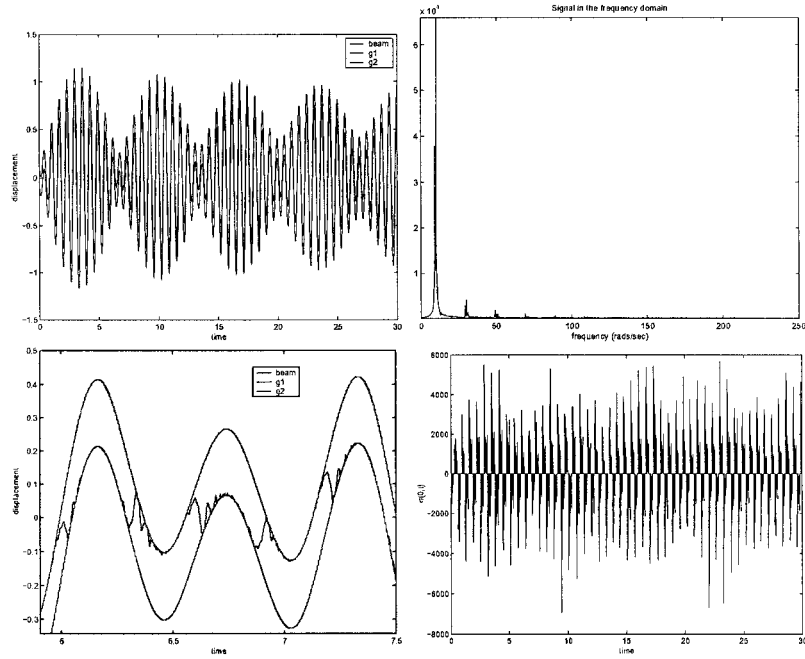 1.5
1
0.5
0
-0.5
-1
-1.5
displacement
0 5 10 15 20 25 30
time
beam
g1
g2
Signal in the frequency domain
6
5
4
3
2
1
0
0 50 100 150 200 250
frequency (rads/sec)
0.5
0.4
0.3
0.2
0.1
0
-0.1
-0.2
-0.3
displacement
6 6.5 7 7.5
time
beam
g1
g2
6000
4000
2000
0
-2000
-4000
-6000
-8000
0 5 10 15 20 25 30
time